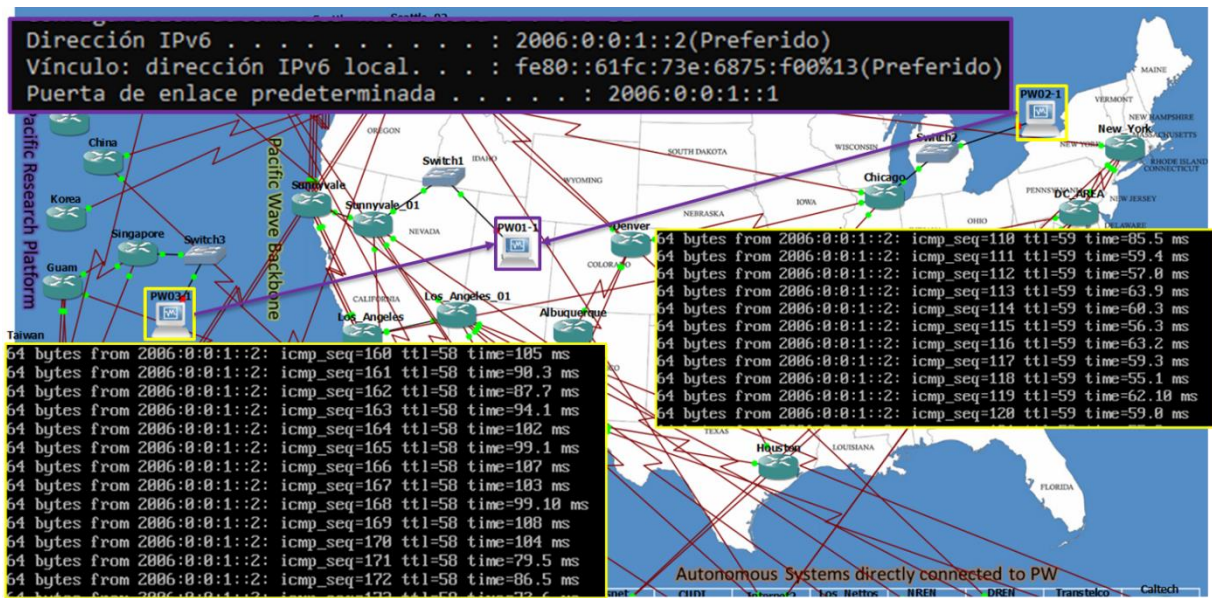 Dirección IPv6 . . . . . . . . . . . : 2006:0:0:1::2(Preferido)
Vínculo: dirección IPv6 local. . . : fe80::61fc:73e:6875:f00%13(Preferido)
Puerta de enlace predeterminada . . . . . : 2006:0:0:1::1
MAINE
PW02-1
VERMONT
NEW HAMPSHIRE
New_York
MASSACHUSETTS
NEW YORK
RHODE ISLAND
CONNECTICUT
OREGON
China
Pacific Research Platform
Pacific Wave Backbone
Switch1
IDAHO
SOUTH DAKOTA
WISCONSIN
Switch2
WYOMING
Chicago
Sunnyvale
Korea
Sunnyvale_01
IOWA
DC_AREA
NEW JERSEY
NEBRASKA
OHIO
DELAWARE
Singapore
Switch3
NEVADA
PW01-1
Denver
COLORADO
Guam
CALIFORNIA
PW03-1
Los_Angeles
Los_Angeles_01
Albuquerque
Taiwan
64 bytes from 2006:0:0:1::2: icmp_seq=110 ttl=59 time=85.5 ms
64 bytes from 2006:0:0:1::2: icmp_seq=111 ttl=59 time=59.4 ms
64 bytes from 2006:0:0:1::2: icmp_seq=112 ttl=59 time=57.0 ms
64 bytes from 2006:0:0:1::2: icmp_seq=113 ttl=59 time=63.9 ms
64 bytes from 2006:0:0:1::2: icmp_seq=114 ttl=59 time=60.3 ms
64 bytes from 2006:0:0:1::2: icmp_seq=115 ttl=59 time=56.3 ms
64 bytes from 2006:0:0:1::2: icmp_seq=116 ttl=59 time=63.2 ms
64 bytes from 2006:0:0:1::2: icmp_seq=117 ttl=59 time=59.3 ms
64 bytes from 2006:0:0:1::2: icmp_seq=118 ttl=59 time=55.1 ms
64 bytes from 2006:0:0:1::2: icmp_seq=119 ttl=59 time=62.10 ms
64 bytes from 2006:0:0:1::2: icmp_seq=120 ttl=59 time=59.0 ms
64 bytes from 2006:0:0:1::2: icmp_seq=160 ttl=58 time=105 ms
64 bytes from 2006:0:0:1::2: icmp_seq=161 ttl=58 time=90.3 ms
64 bytes from 2006:0:0:1::2: icmp_seq=162 ttl=58 time=87.7 ms
64 bytes from 2006:0:0:1::2: icmp_seq=163 ttl=58 time=94.1 ms
64 bytes from 2006:0:0:1::2: icmp_seq=164 ttl=58 time=102 ms
64 bytes from 2006:0:0:1::2: icmp_seq=165 ttl=58 time=99.1 ms
64 bytes from 2006:0:0:1::2: icmp_seq=166 ttl=58 time=107 ms
64 bytes from 2006:0:0:1::2: icmp_seq=167 ttl=58 time=103 ms
64 bytes from 2006:0:0:1::2: icmp_seq=168 ttl=58 time=99.10 ms
64 bytes from 2006:0:0:1::2: icmp_seq=169 ttl=58 time=108 ms
64 bytes from 2006:0:0:1::2: icmp_seq=170 ttl=58 time=104 ms
64 bytes from 2006:0:0:1::2: icmp_seq=171 ttl=58 time=79.5 ms
64 bytes from 2006:0:0:1::2: icmp_seq=172 ttl=58 time=86.5 ms
TEXAS
Houston
LOUISIANA
FLORIDA
Autonomous Systems directly connected to PW
CUDI
Internet2
Los_Nettos
NREN
DREN
Transtelco
Caltech